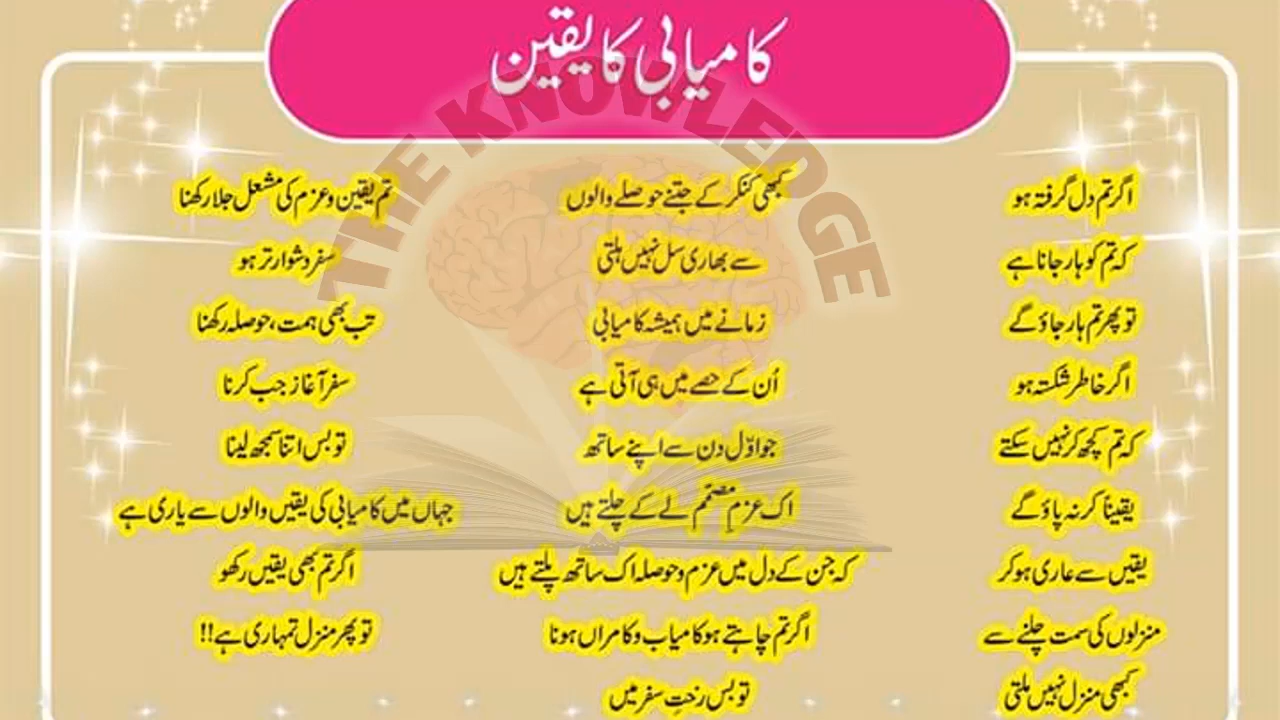 کامیابی کا یقین
THE KNOWLEDGE
اگر تم دل گرفتہ ہو
کہ تم کو ہار جانا ہے
تو پھر تم ہار جاؤ گے
اگر خاطر شکستہ ہو
کہ تم کچھ کر نہیں سکتے
یقیناً کر نہ پاؤ گے
یقیں سے عاری ہوکر
منزلوں کی سمت چلنے سے
کبھی منزل نہیں ملتی
کبھی کنکر کے جتنے حوصلے والوں
سے بھاری سل نہیں ہلتی
زمانے میں ہمیشہ کامیابی
اُن کے حصے میں ہی آتی ہے
جو اوّل دن سے اپنے ساتھ
اک عزمِ مصمّم لے کے چلتے ہیں
کہ جن کے دل میں عزم و حوصلہ اک ساتھ پلتے ہیں
اگر تم چاہتے ہو کامیاب و کامراں ہونا
تو بس رختِ سفر میں
تم یقین و عزم کی مشعل جلا رکھنا
سفر دشوار تر ہو
تب بھی ہمت، حوصلہ رکھنا
سفر آغاز جب کرنا
تو بس اتنا سمجھ لینا
جہاں میں کامیابی کی یقیں والوں سے یاری ہے
اگر تم بھی یقیں رکھو
تو پھر منزل تمہاری ہے!!